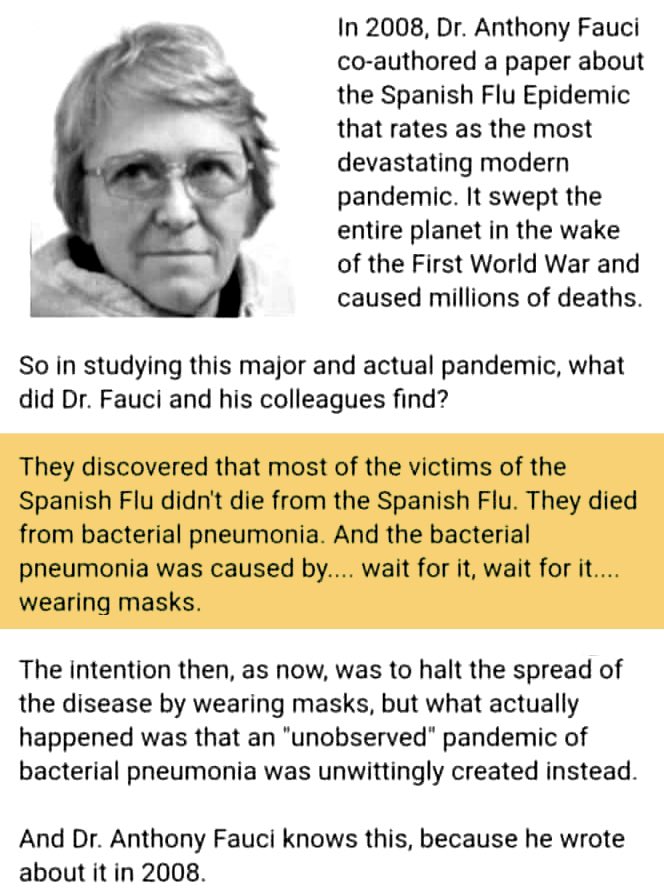 In 2008, Dr. Anthony Fauci
co-authored a paper about
the Spanish Flu Epidemic
that rates as the most
devastating modern
pandemic. It swept the
entire planet in the wake
of the First World War and
caused millions of deaths.
So in studying this major and actual pandemic, what
did Dr. Fauci and his colleagues find?
They discovered that most of the victims of the
Spanish Flu didn't die from the Spanish Flu. They died
from bacterial pneumonia. And the bacterial
pneumonia was caused by.... wait for it, wait for it....
wearing masks.
The intention then, as now, was to halt the spread of
the disease by wearing masks, but what actually
happened was that an "unobserved" pandemic of
bacterial pneumonia was unwittingly created instead.
And Dr. Anthony Fauci knows this, because he wrote
about it in 2008.